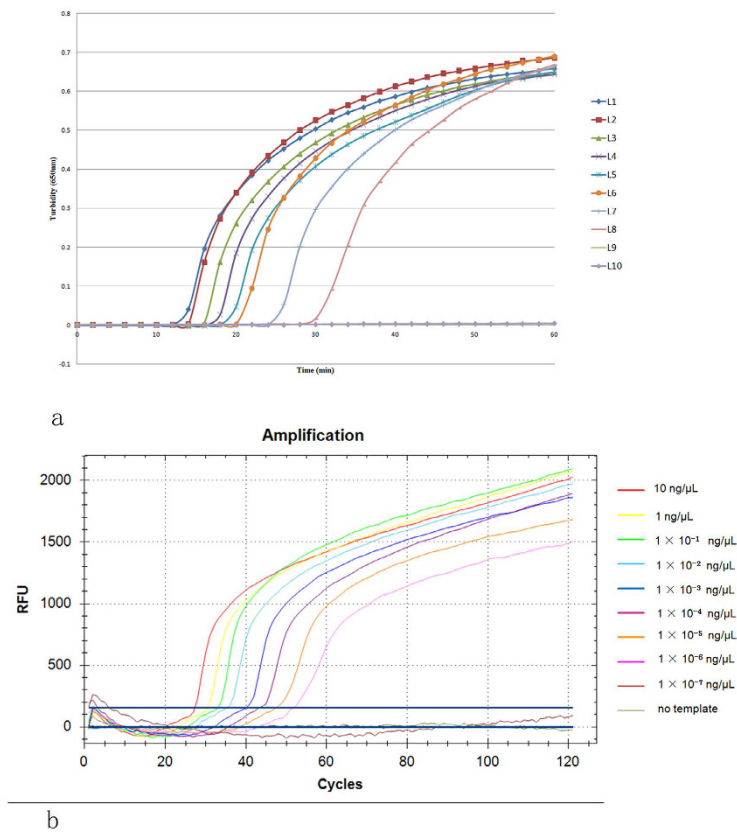 0.8
0.7
0.6
0.5
0.4
0.3
0.2
0.1
0
-0.1
Turbidity (650nm)
0 10 20 30 40 50 60
Time (min)
L1
L2
L3
L4
L5
L6
L7
L8
L9
L10
a
Amplification
2000
1500
1000
500
0
RFU
0 20 40 60 80 100 120
Cycles
10 ng/μL
1 ng/μL
1 × 10⁻¹ ng/μL
1 × 10⁻² ng/μL
1 × 10⁻³ ng/μL
1 × 10⁻⁴ ng/μL
1 × 10⁻⁵ ng/μL
1 × 10⁻⁶ ng/μL
1 × 10⁻⁷ ng/μL
no template
b